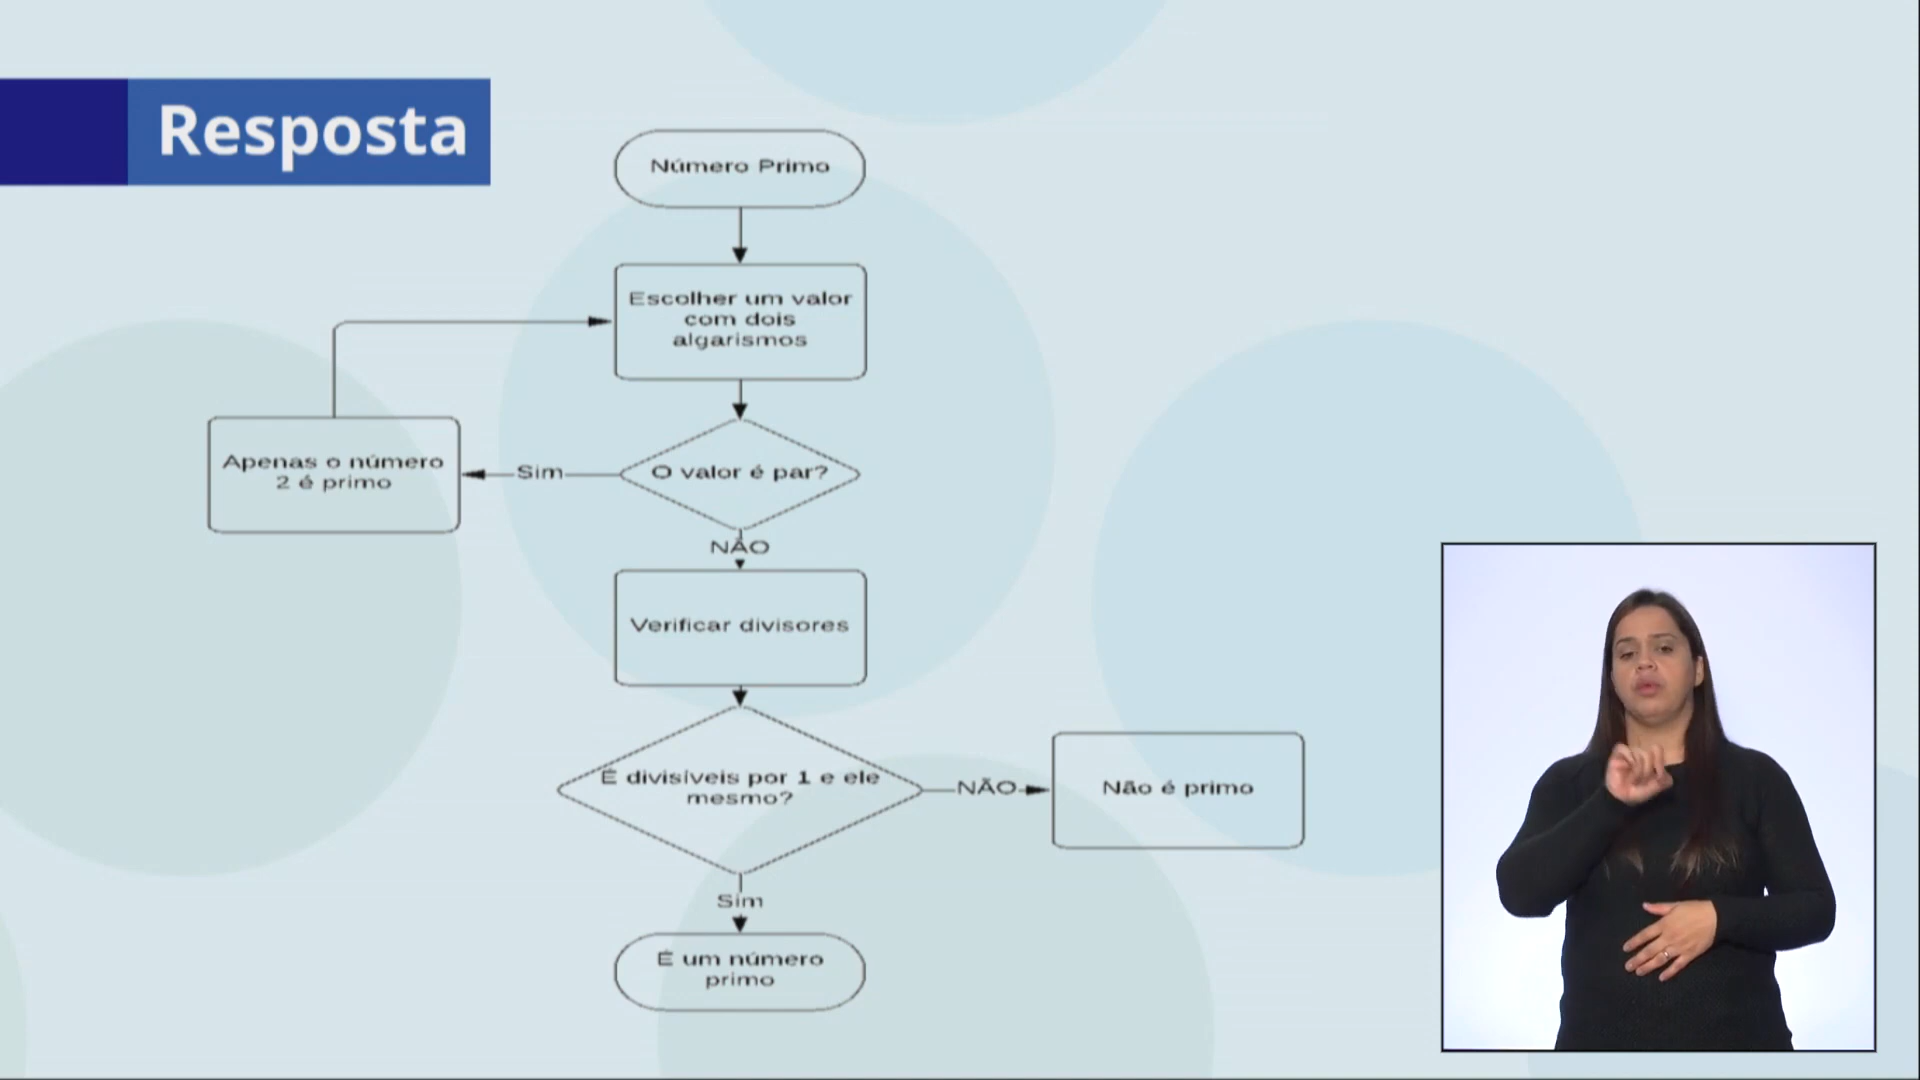 Resposta
Número Primo
Escolher um valor
com dois
algarismos
Apenas o número
2 é primo
Sim
O valor é par?
NÃO
Verificar divisores
É divisíveis por 1 e ele
mesmo?
NÃO
Não é primo
Sim
É um número
primo